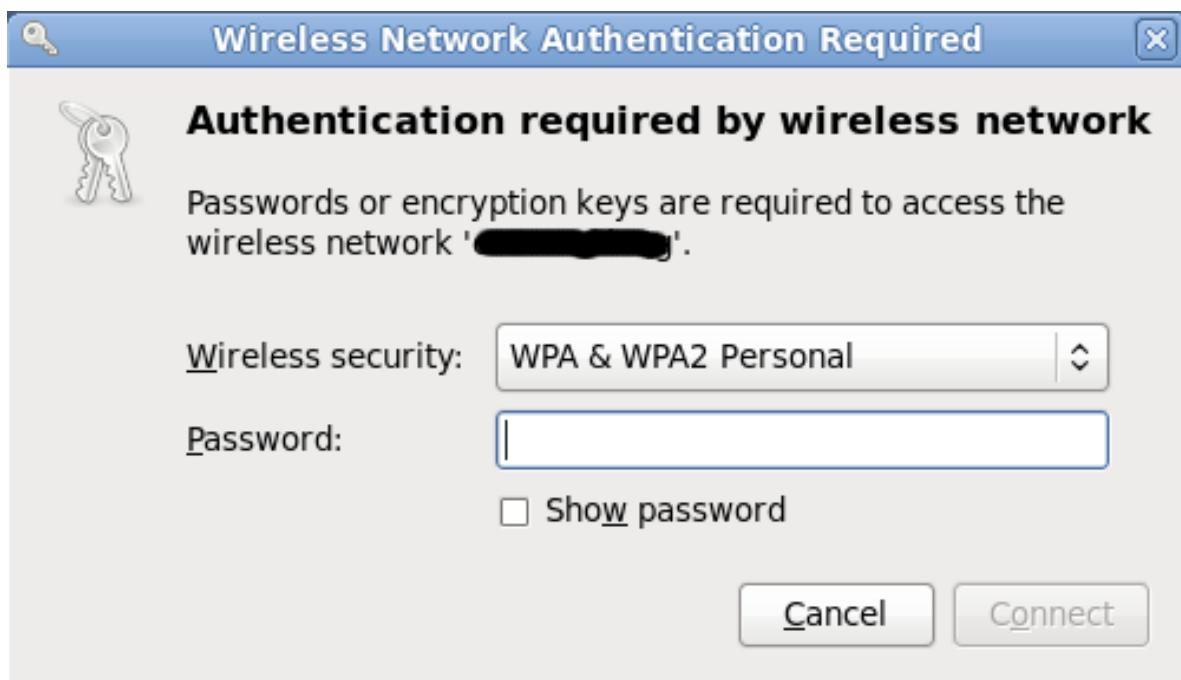 Wireless Network Authentication Required
Authentication required by wireless network
Passwords or encryption keys are required to access the
wireless network ' '.
Wireless security: WPA & WPA2 Personal
Password:
Show password
Cancel Connect